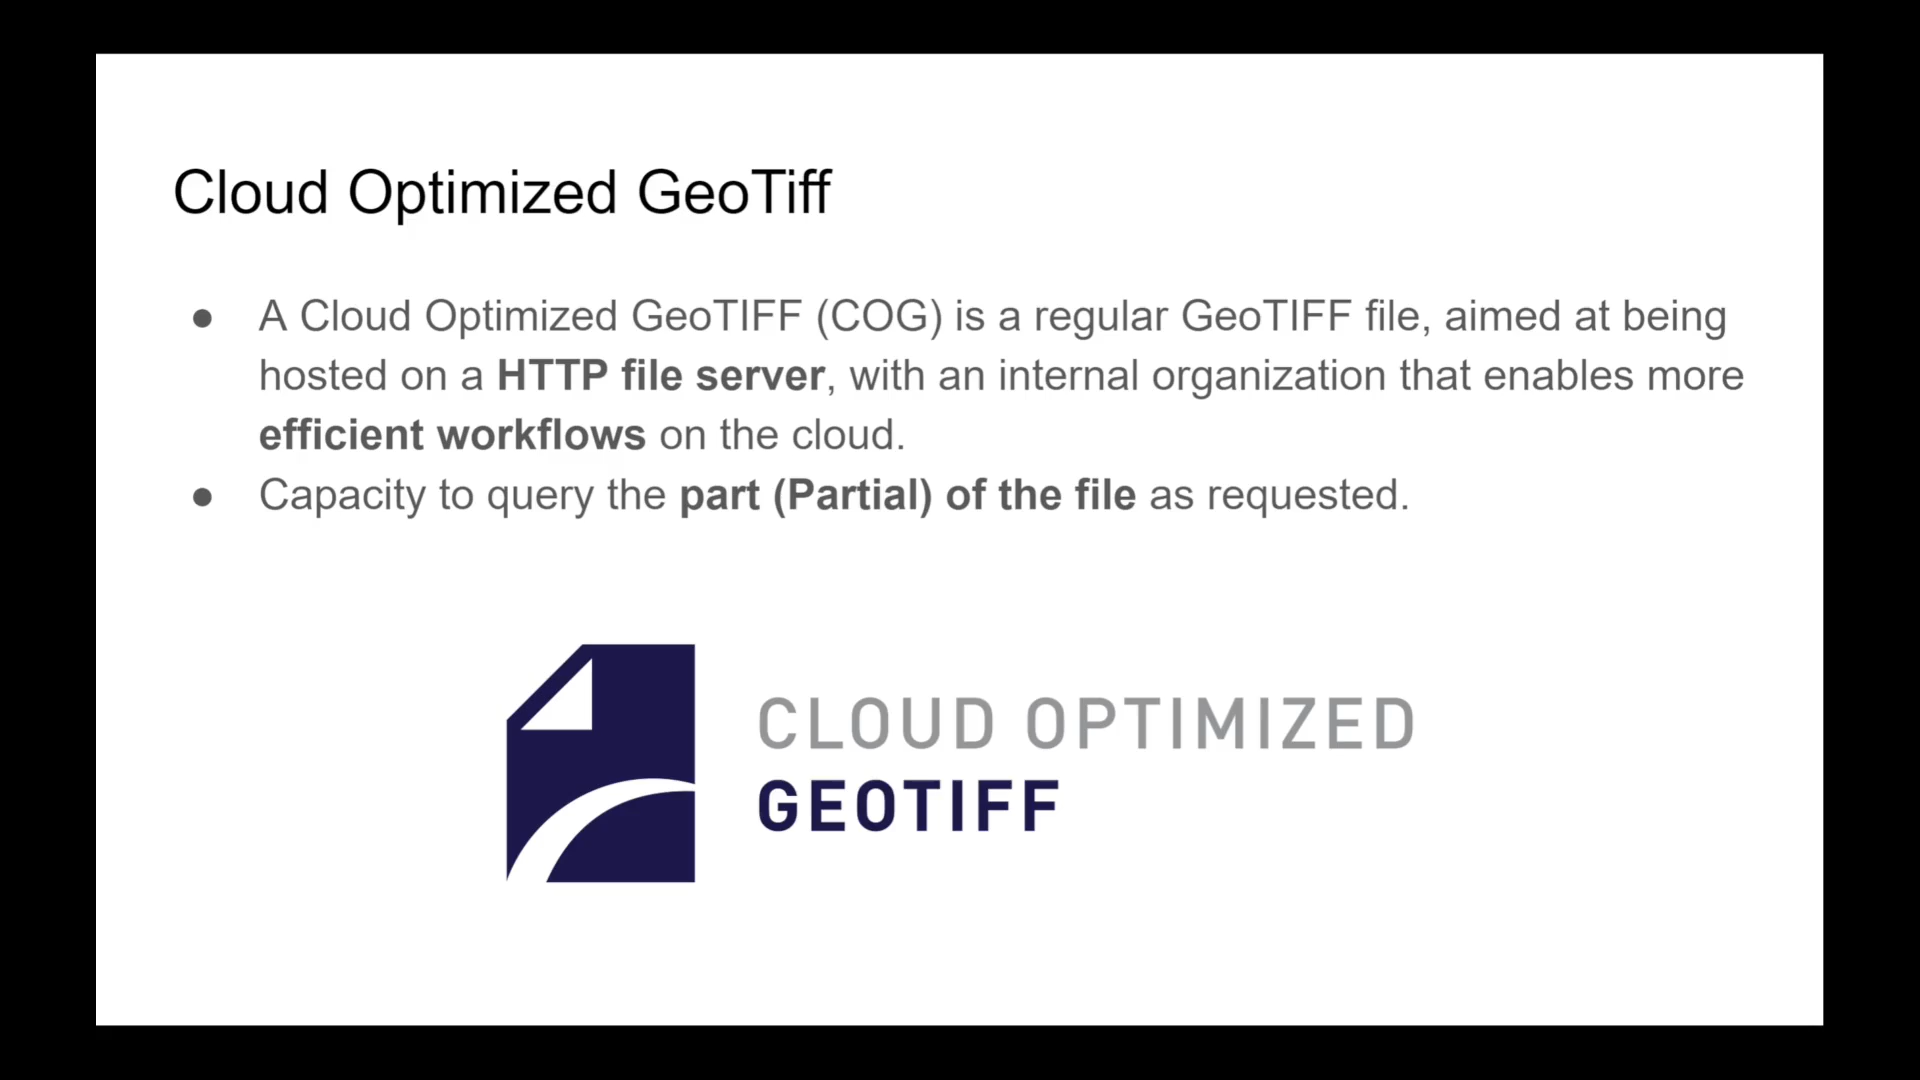 Cloud Optimized GeoTiff
● A Cloud Optimized GeoTIFF (COG) is a regular GeoTIFF file, aimed at being
hosted on a HTTP file server, with an internal organization that enables more
efficient workflows on the cloud.
● Capacity to query the part (Partial) of the file as requested.
CLOUD OPTIMIZED
GEOTIFF